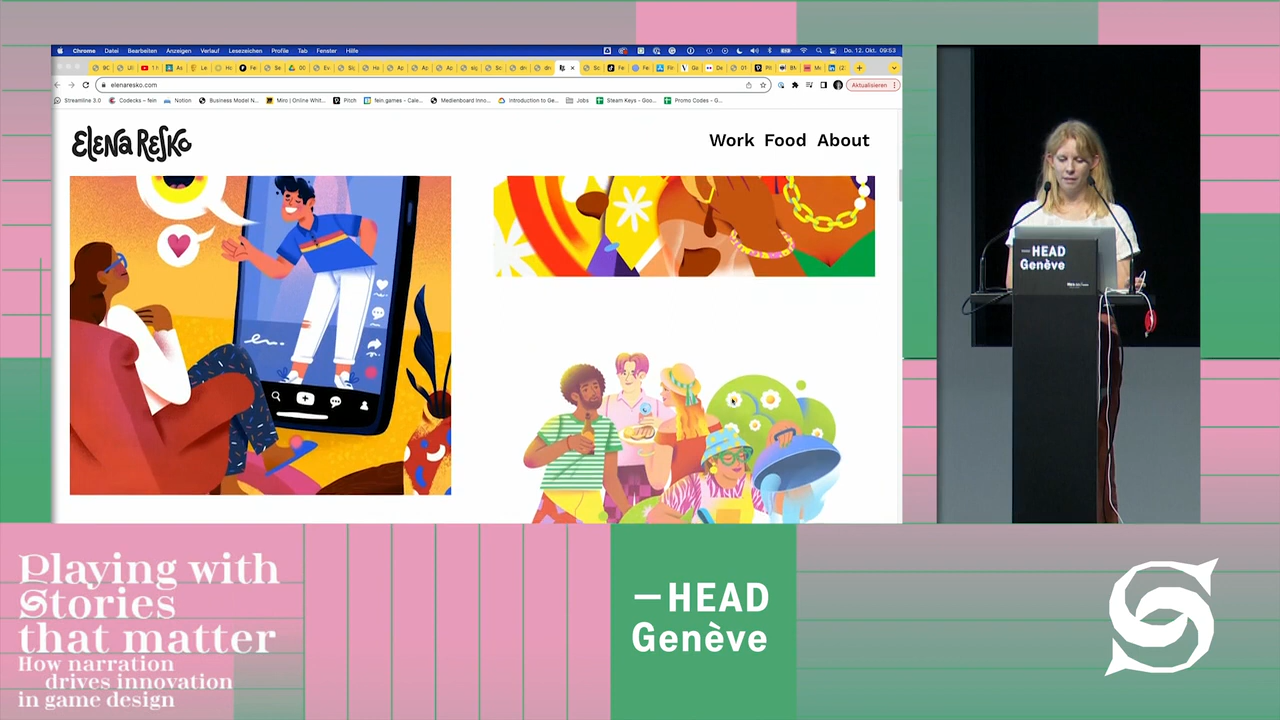 Chrome Datei Bearbeiten Anzeigen Verlauf Lesezeichen Profile Tab Fenster Hilfe Do. 12. Okt. 09:53
elenaresko.com Aktualisieren
Streamline 3.0 Codecks – fein Notion Business Model N... Miro | Online Whit... Pitch fein.games - Cale... Medienboard Inno... Introduction to Ge... Jobs Steam Keys - Goo... Promo Codes - G...
ELENA RESKO
Work Food About
—HEAD
Genève
Playing with
Stories
that matter
How narration
drives innovation
in game design
—HEAD
Genève